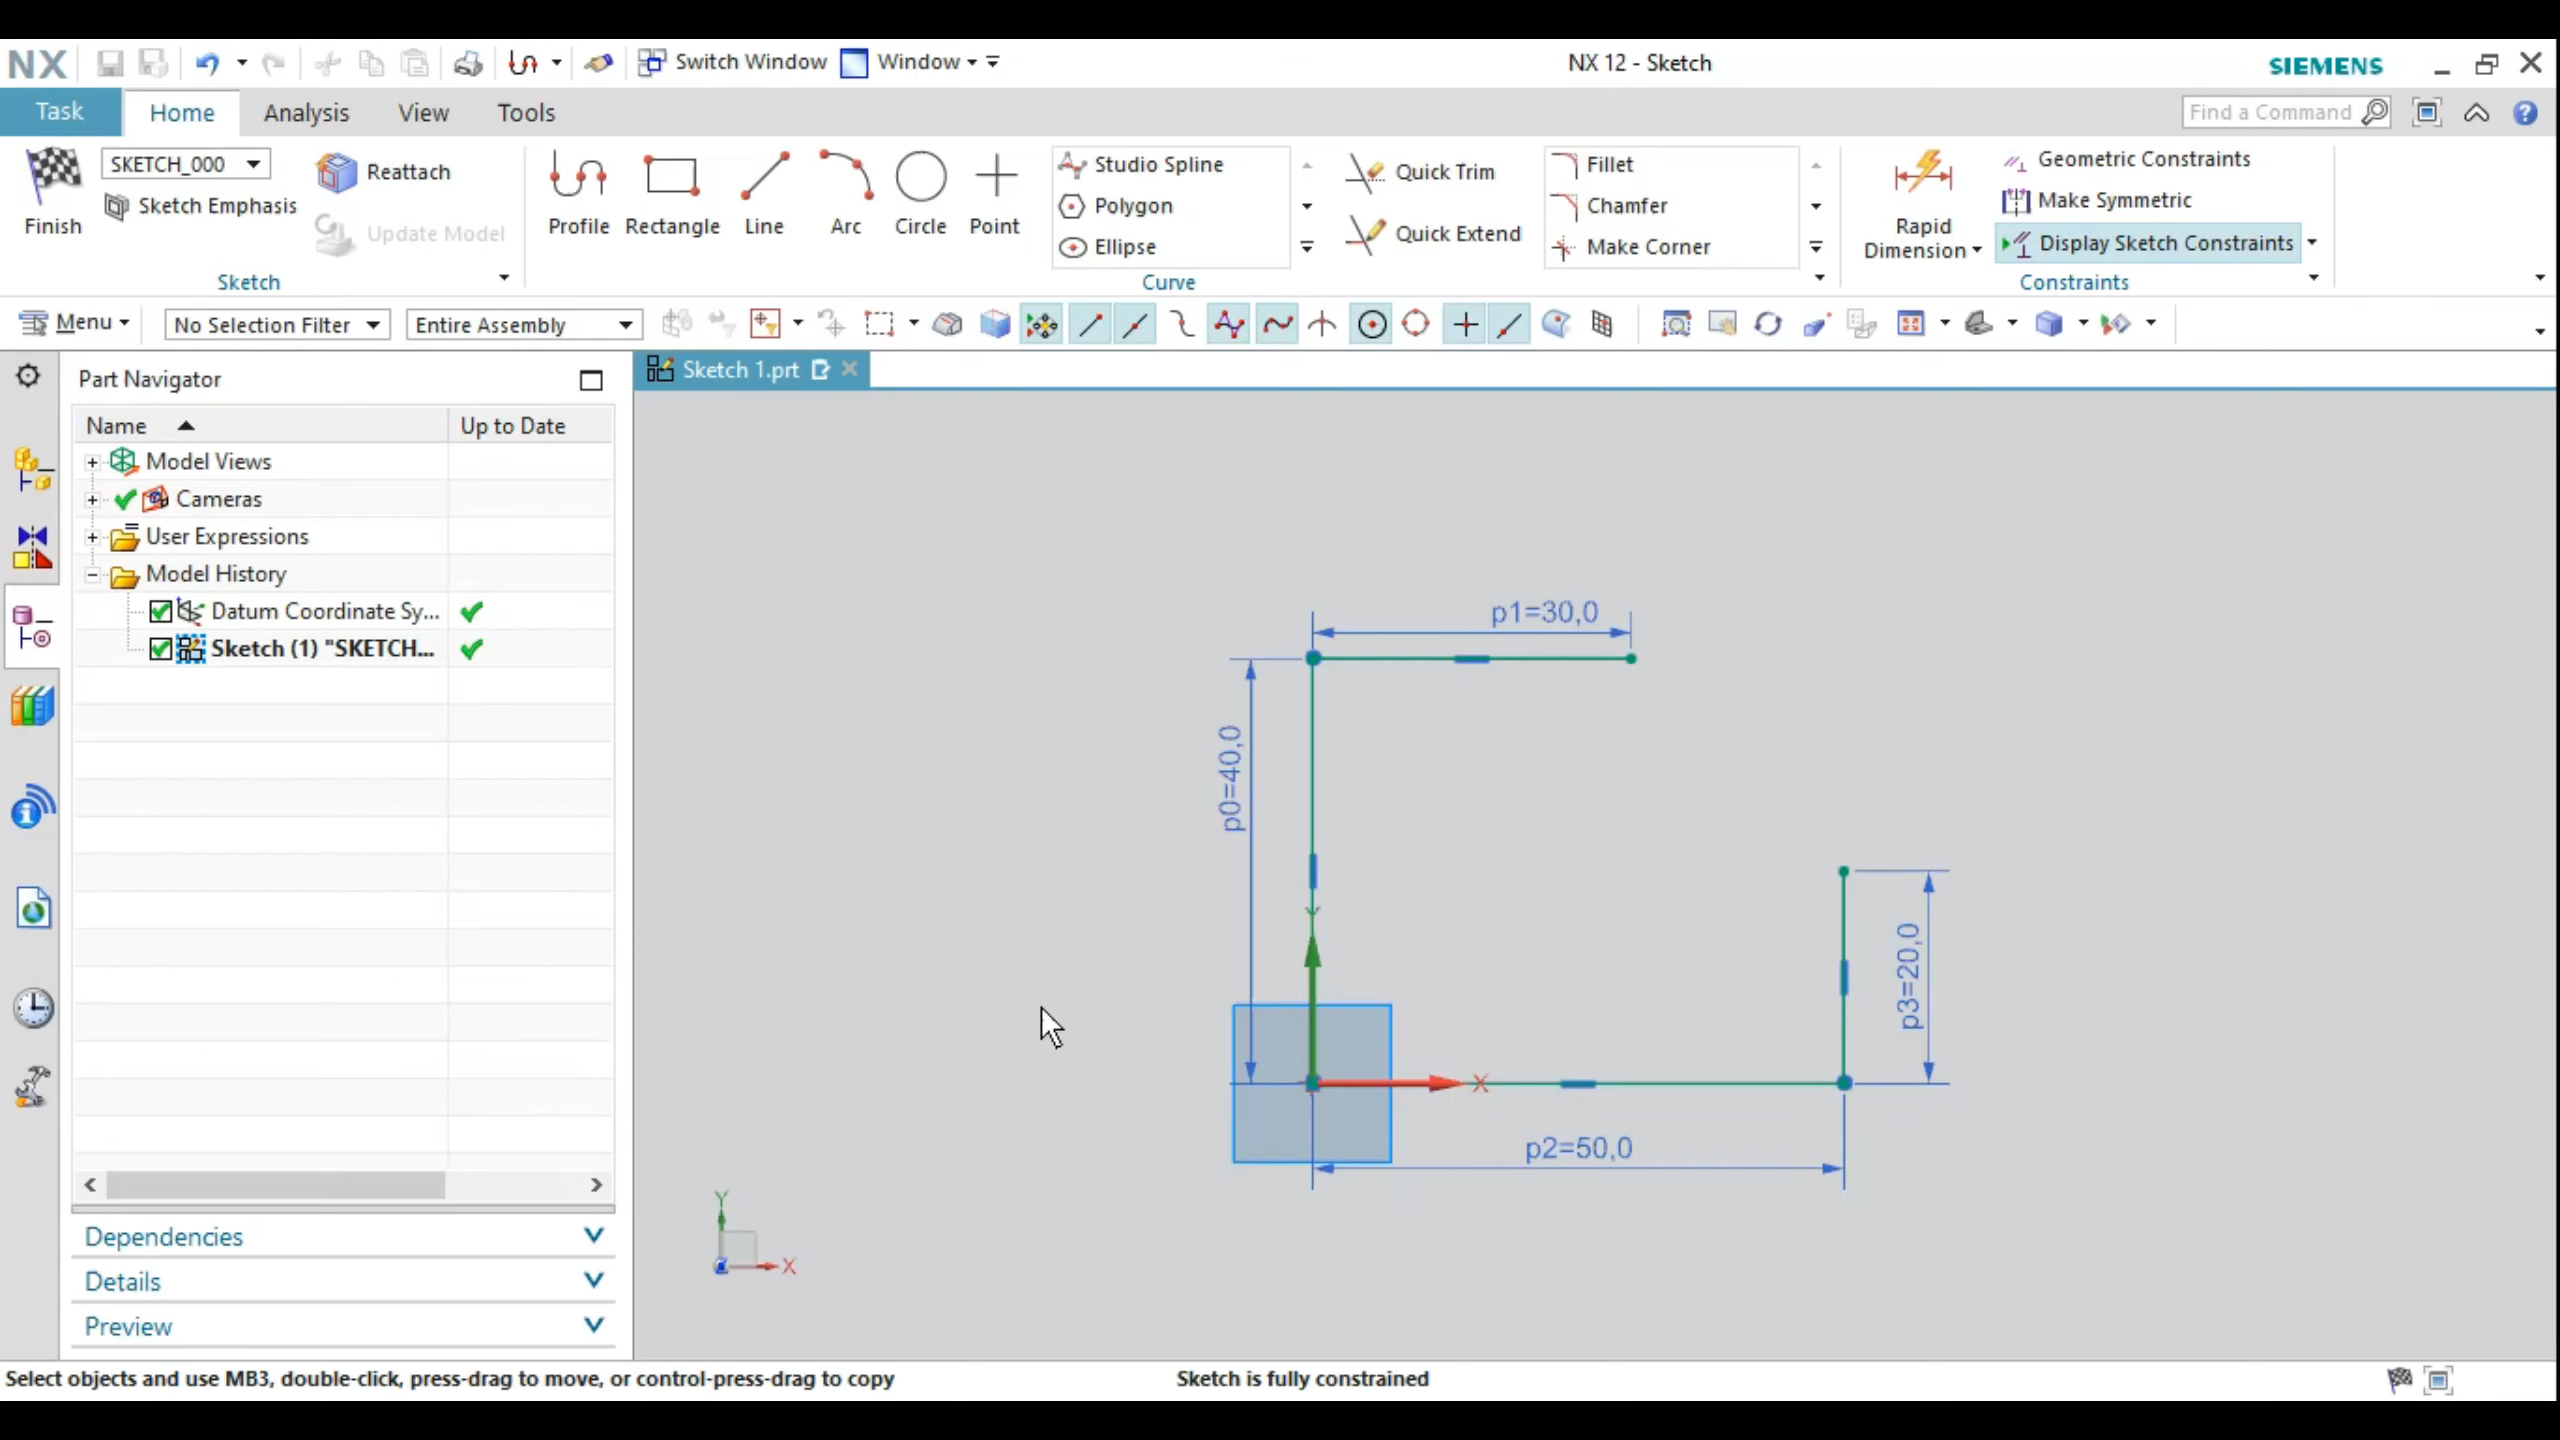 NX
Switch Window
Window
NX 12 - Sketch
SIEMENS
Task
Home
Analysis
View
Tools
Find a Command
Finish
SKETCH_000
Sketch Emphasis
Reattach
Update Model
Sketch
Profile
Rectangle
Line
Arc
Circle
Point
Studio Spline
Polygon
Ellipse
Curve
Quick Trim
Quick Extend
Fillet
Chamfer
Make Corner
Rapid
Dimension
Geometric Constraints
Make Symmetric
Display Sketch Constraints
Constraints
Menu
No Selection Filter
Entire Assembly
Part Navigator
Sketch 1.prt
Name
Up to Date
Model Views
Cameras
User Expressions
Model History
Datum Coordinate Sy...
Sketch (1) "SKETCH...
Dependencies
Details
Preview
p1=30,0
p0=40,0
p3=20,0
p2=50,0
Y
X
Y
X
Select objects and use MB3, double-click, press-drag to move, or control-press-drag to copy
Sketch is fully constrained